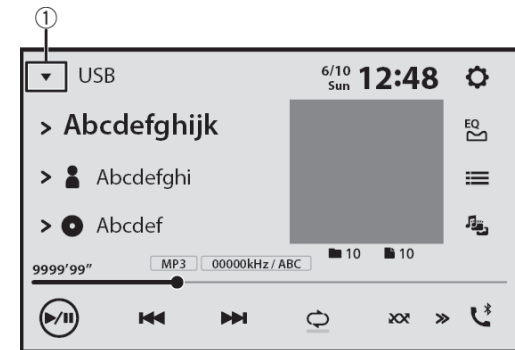 ①
USB
6/10
Sun
12:48
> Abcdefghijk
EQ
> Abcdefghi
> Abcdef
10 10
9999'99"
MP3
00000kHz / ABC